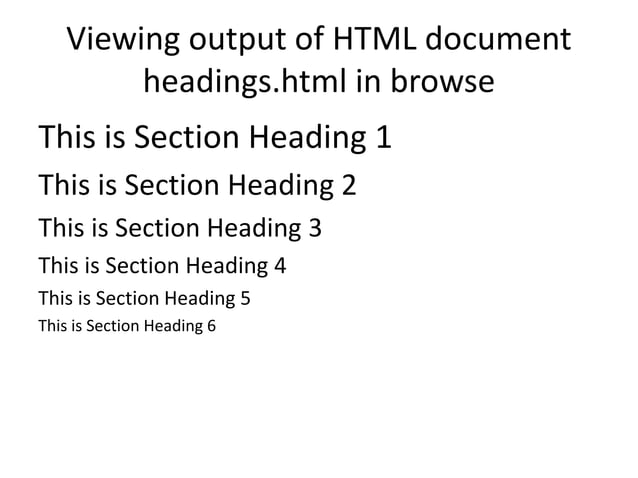 Viewing output of HTML document
headings.html in browse
This is Section Heading 1
This is Section Heading 2
This is Section Heading 3
This is Section Heading 4
This is Section Heading 5
This is Section Heading 6